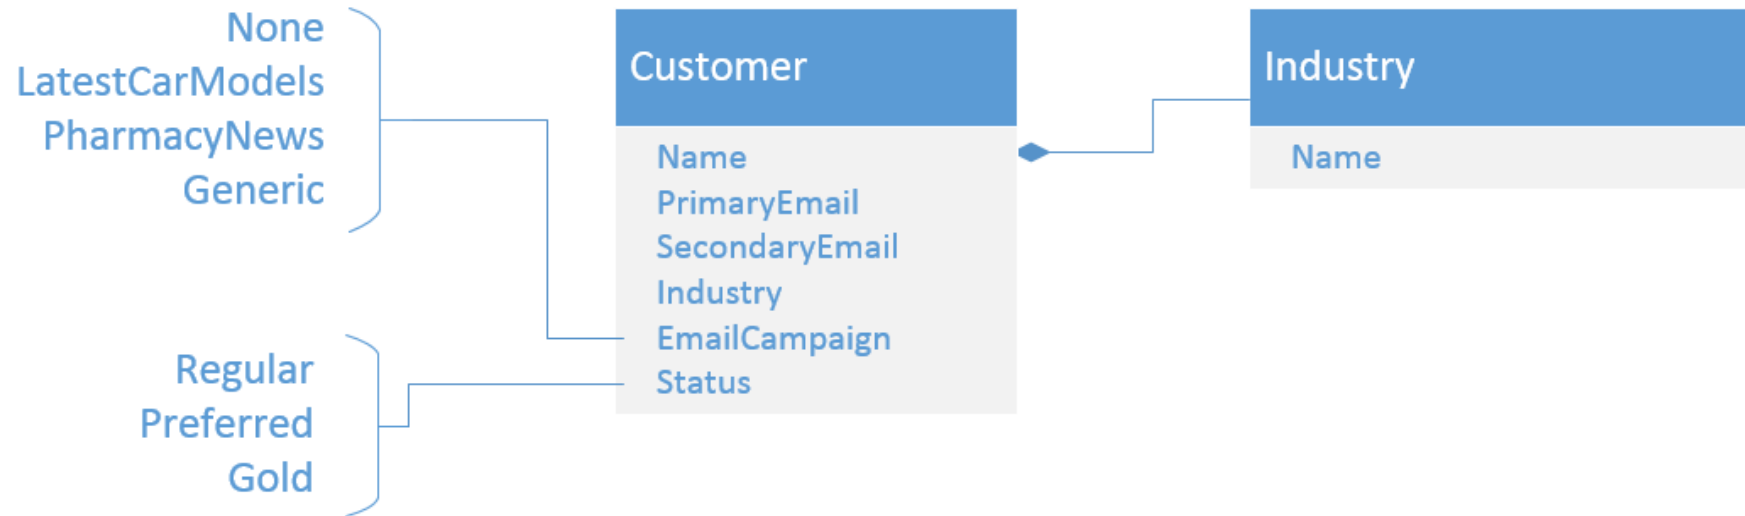 None
LatestCarModels
PharmacyNews
Generic
Regular
Preferred
Gold
Customer
Name
PrimaryEmail
SecondaryEmail
Industry
EmailCampaign
Status
Industry
Name